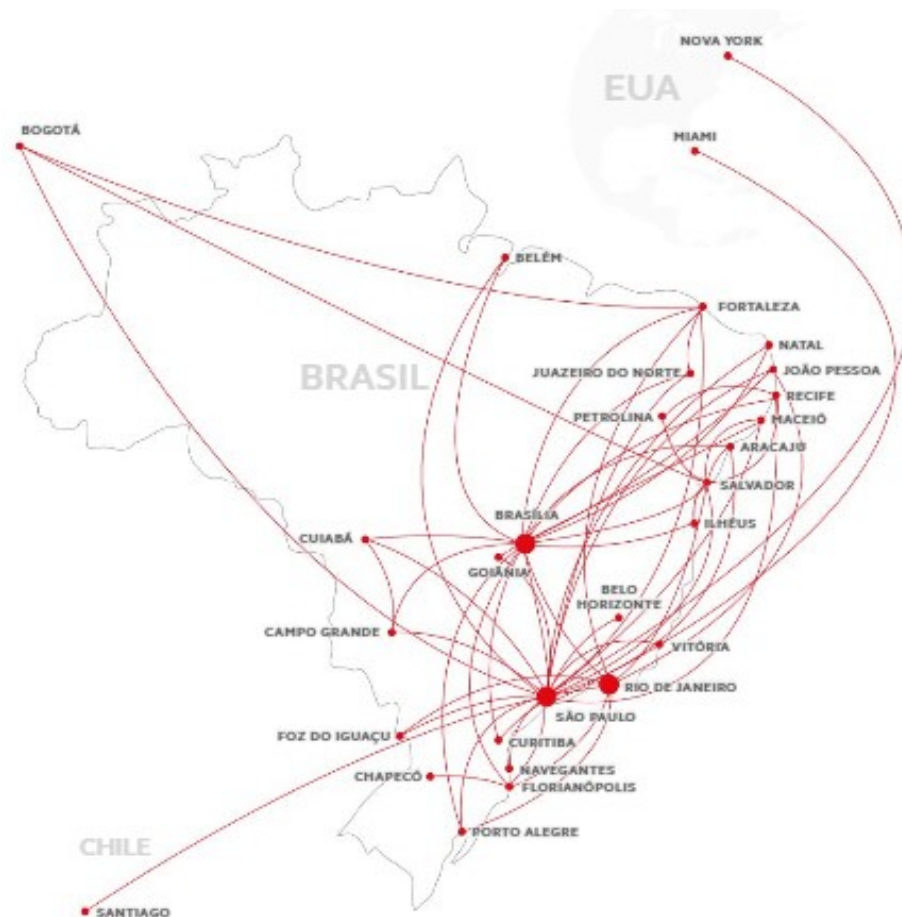 NOVA YORK
EUA
MIAMI
BOGOTÁ
BELÉM
FORTALEZA
NATAL
BRASIL
JUAZEIRO DO NORTE
JOÃO PESSOA
RECIFE
PETROLINA
MACEIÓ
ARACAJU
SALVADOR
BRASÍLIA
ILHÉUS
CUIABÁ
GOIÂNIA
BELO
HORIZONTE
CAMPO GRANDE
VITÓRIA
RIO DE JANEIRO
SÃO PAULO
FOZ DO IGUAÇU
CURITIBA
NAVEGANTES
CHAPECÓ
FLORIANÓPOLIS
PORTO ALEGRE
CHILE
SANTIAGO